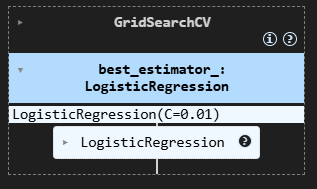 GridSearchCV
i ?
best_estimator_:
LogisticRegression
LogisticRegression(C=0.01)
LogisticRegression ?